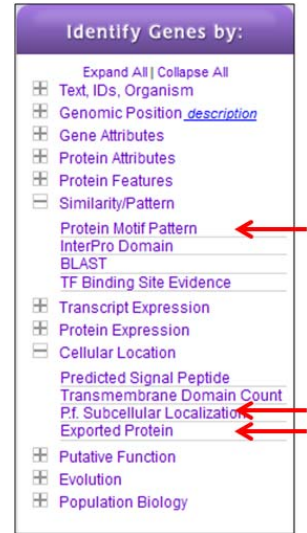 Identify Genes by:
Expand All | Collapse All
Text, IDs, Organism
Genomic Position description
Gene Attributes
Protein Attributes
Protein Features
Similarity/Pattern
Protein Motif Pattern
InterPro Domain
BLAST
TF Binding Site Evidence
Transcript Expression
Protein Expression
Cellular Location
Predicted Signal Peptide
Transmembrane Domain Count
P.f. Subcellular Localization
Exported Protein
Putative Function
Evolution
Population Biology